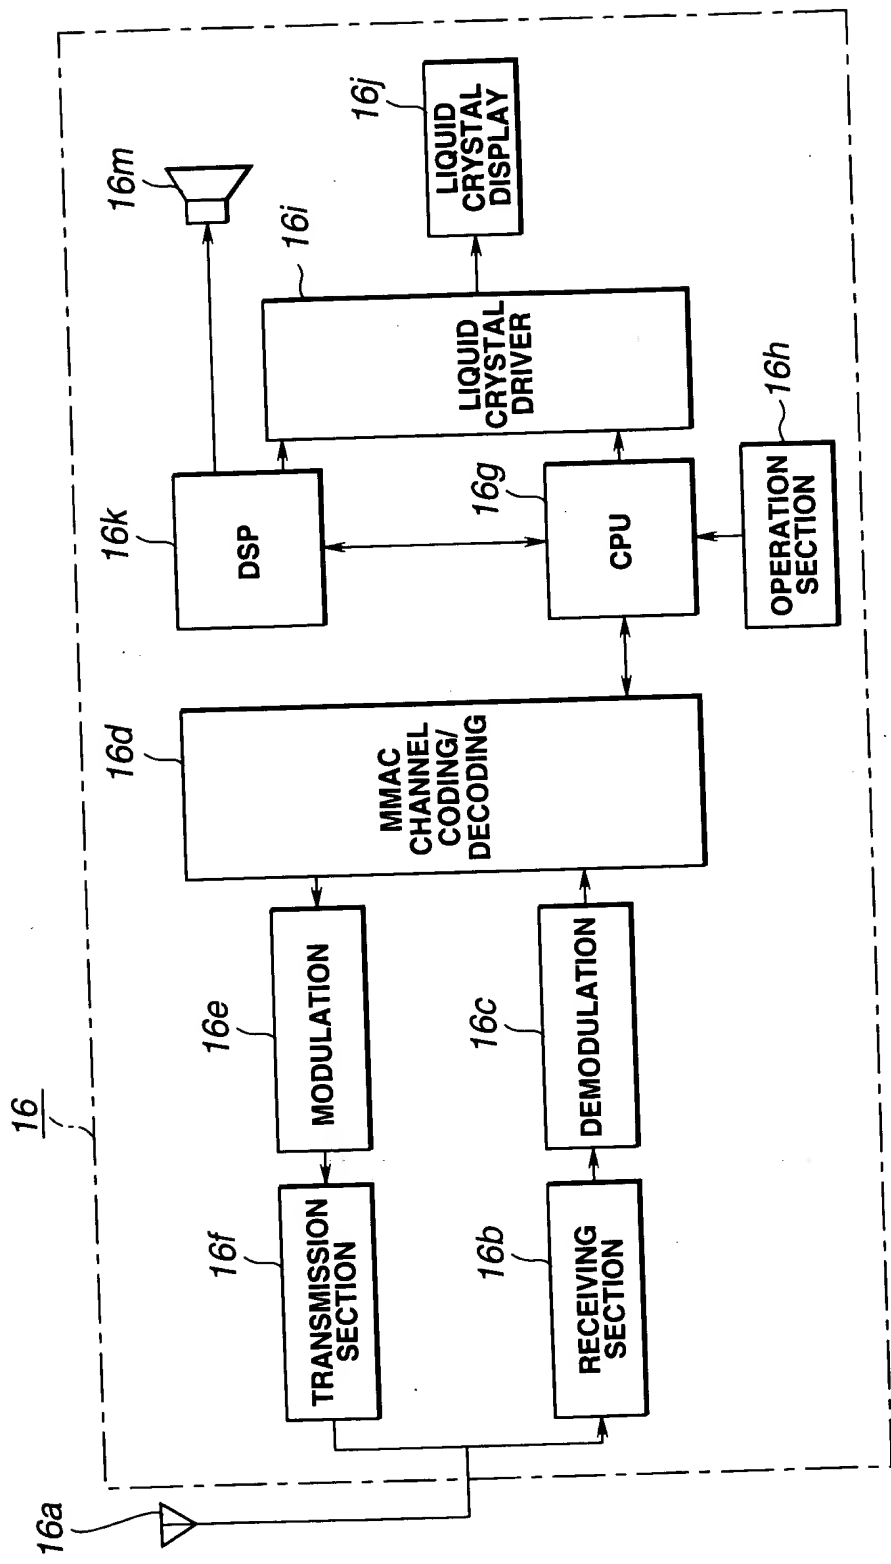 16
16a
16f
TRANSMISSION
SECTION
16e
MODULATION
16b
RECEIVING
SECTION
16c
DEMODULATION
16d
MMAC
CHANNEL
CODING/
DECODING
16k
DSP
16g
CPU
16h
OPERATION
SECTION
16m
16i
LIQUID
CRYSTAL
DRIVER
16j
LIQUID
CRYSTAL
DISPLAY